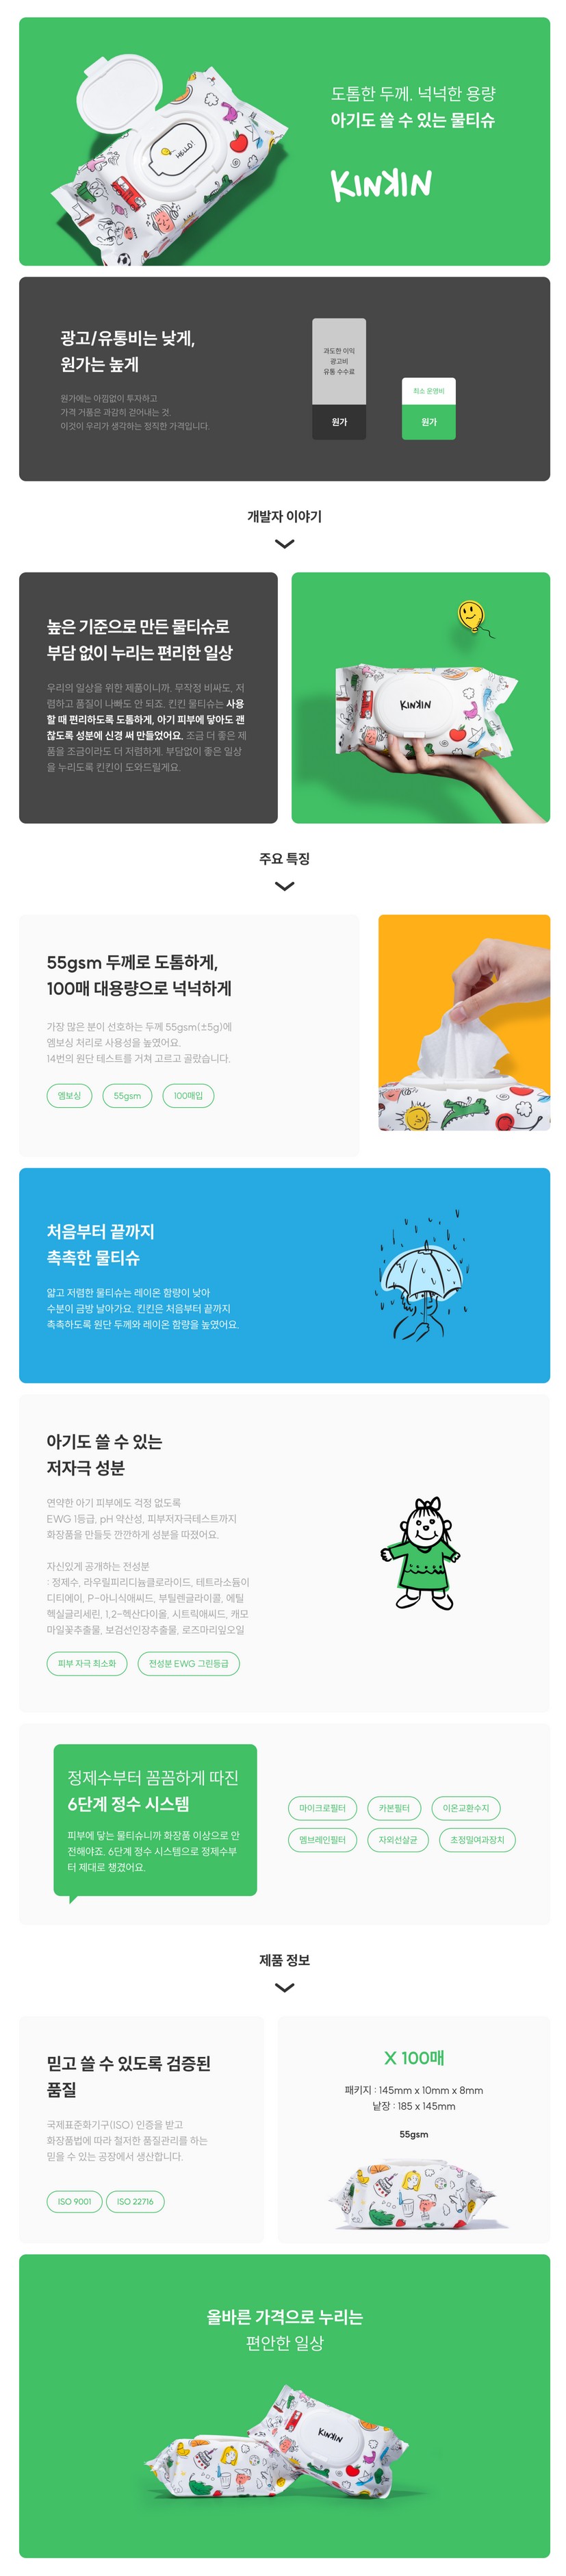 도톰한 두께. 넉넉한 용량
아기도 쓸 수 있는 물티슈
KINKIN
HELLO!
광고/유통비는 낮게,
원가는 높게
원가에는 아낌없이 투자하고
가격 거품은 과감히 걷어내는 것.
이것이 우리가 생각하는 정직한 가격입니다.
과도한 이익
광고비
유통 수수료
원가
최소 운영비
원가
개발자 이야기
높은 기준으로 만든 물티슈로
부담 없이 누리는 편리한 일상
우리의 일상을 위한 제품이니까. 무작정 비싸도, 저
렴하고 품질이 나빠도 안 되죠. 킨킨 물티슈는 사용
할 때 편리하도록 도톰하게, 아기 피부에 닿아도 괜
찮도록 성분에 신경 써 만들었어요. 조금 더 좋은 제
품을 조금이라도 더 저렴하게. 부담없이 좋은 일상
을 누리도록 킨킨이 도와드릴게요.
KINKIN
주요 특징
55gsm 두께로 도톰하게,
100매 대용량으로 넉넉하게
가장 많은 분이 선호하는 두께 55gsm(±5g)에
엠보싱 처리로 사용성을 높였어요.
14번의 원단 테스트를 거쳐 고르고 골랐습니다.
엠보싱
55gsm
100매입
처음부터 끝까지
촉촉한 물티슈
얇고 저렴한 물티슈는 레이온 함량이 낮아
수분이 금방 날아가요. 킨킨은 처음부터 끝까지
촉촉하도록 원단 두께와 레이온 함량을 높였어요.
아기도 쓸 수 있는
저자극 성분
연약한 아기 피부에도 걱정 없도록
EWG 1등급, pH 약산성, 피부저자극테스트까지
화장품을 만들듯 깐깐하게 성분을 따졌어요.
자신있게 공개하는 전성분
: 정제수, 라우릴피리디늄클로라이드, 테트라소듐이
디티에이, P-아니식애씨드, 부틸렌글라이콜, 에틸
헥실글리세린, 1,2-헥산다이올, 시트릭애씨드, 캐모
마일꽃추출물, 보검선인장추출물, 로즈마리잎오일
피부 자극 최소화
전성분 EWG 그린등급
정제수부터 꼼꼼하게 따진
6단계 정수 시스템
피부에 닿는 물티슈니까 화장품 이상으로 안
전해야죠. 6단계 정수 시스템으로 정제수부
터 제대로 챙겼어요.
마이크로필터
카본필터
이온교환수지
멤브레인필터
자외선살균
초정밀여과장치
제품 정보
믿고 쓸 수 있도록 검증된
품질
국제표준화기구(ISO) 인증을 받고
화장품법에 따라 철저한 품질관리를 하는
믿을 수 있는 공장에서 생산합니다.
ISO 9001
ISO 22716
X 100매
패키지 : 145mm x 10mm x 8mm
낱장 : 185 x 145mm
55gsm
올바른 가격으로 누리는
편안한 일상
KINKIN